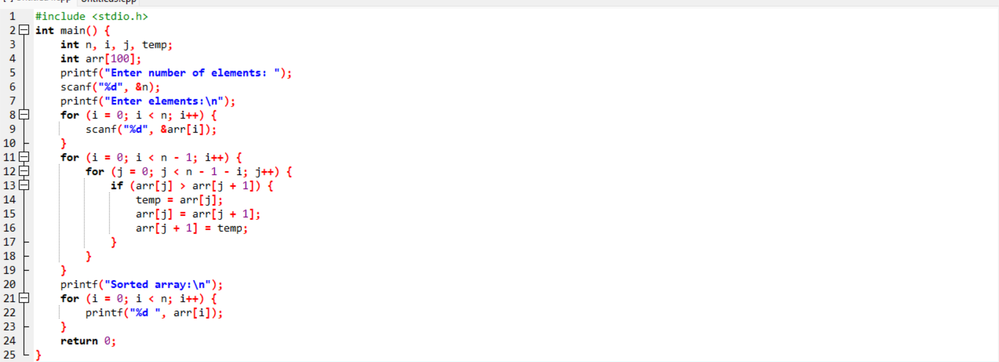 1 #include <stdio.h>
2 int main() {
3     int n, i, j, temp;
4     int arr[100];
5     printf("Enter number of elements: ");
6     scanf("%d", &n);
7     printf("Enter elements:\n");
8     for (i = 0; i < n; i++) {
9         scanf("%d", &arr[i]);
10     }
11     for (i = 0; i < n - 1; i++) {
12         for (j = 0; j < n - 1 - i; j++) {
13             if (arr[j] > arr[j + 1]) {
14                 temp = arr[j];
15                 arr[j] = arr[j + 1];
16                 arr[j + 1] = temp;
17             }
18         }
19     }
20     printf("Sorted array:\n");
21     for (i = 0; i < n; i++) {
22         printf("%d ", arr[i]);
23     }
24     return 0;
25 }